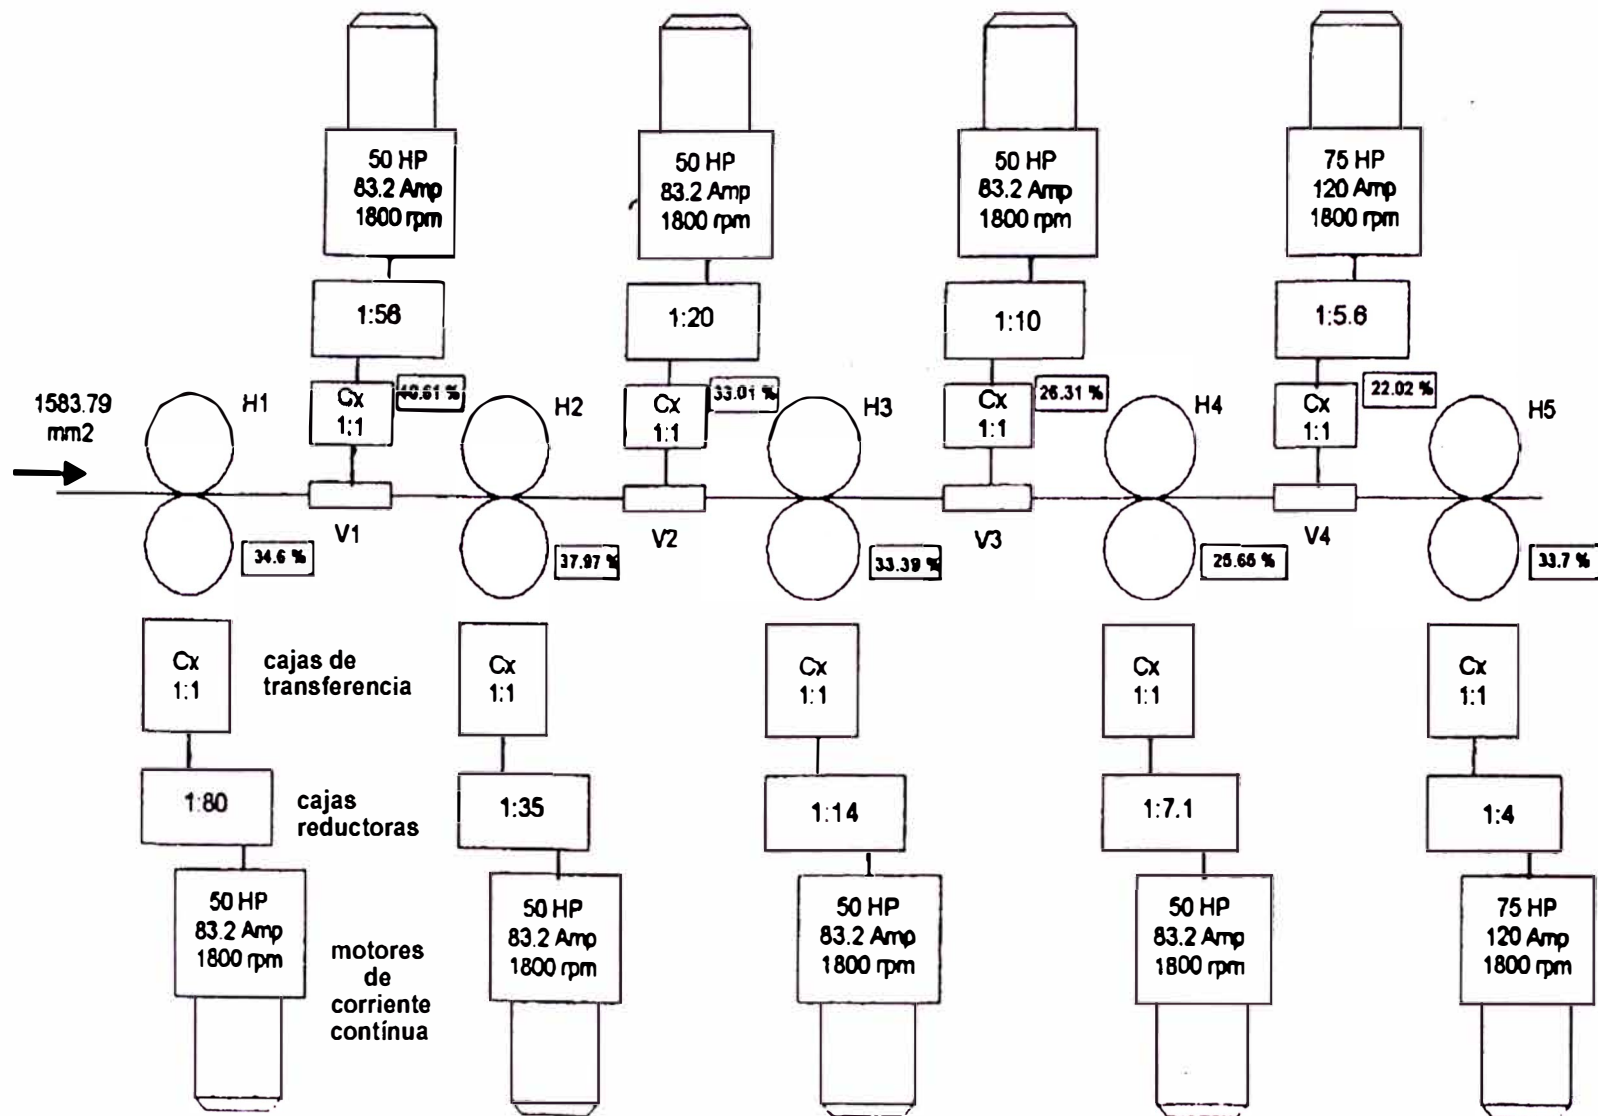 50 HP
83.2 Amp
1800 rpm
50 HP
83.2 Amp
1800 rpm
50 HP
83.2 Amp
1800 rpm
75 HP
120 Amp
1800 rpm
1:56
1:20
1:10
1:5.6
1583.79
mm2
H1
Cx
1:1
40.61 %
H2
Cx
1:1
33.01 %
H3
Cx
1:1
26.31 %
H4
Cx
1:1
22.02 %
H5
34.6 %
V1
37.97 %
V2
33.39 %
V3
25.65 %
V4
33.7 %
Cx
1:1
cajas de
transferencia
Cx
1:1
Cx
1:1
Cx
1:1
Cx
1:1
1:80
cajas
reductoras
1:35
1:14
1:7.1
1:4
50 HP
83.2 Amp
1800 rpm
motores
de
corriente
contínua
50 HP
83.2 Amp
1800 rpm
50 HP
83.2 Amp
1800 rpm
50 HP
83.2 Amp
1800 rpm
75 HP
120 Amp
1800 rpm